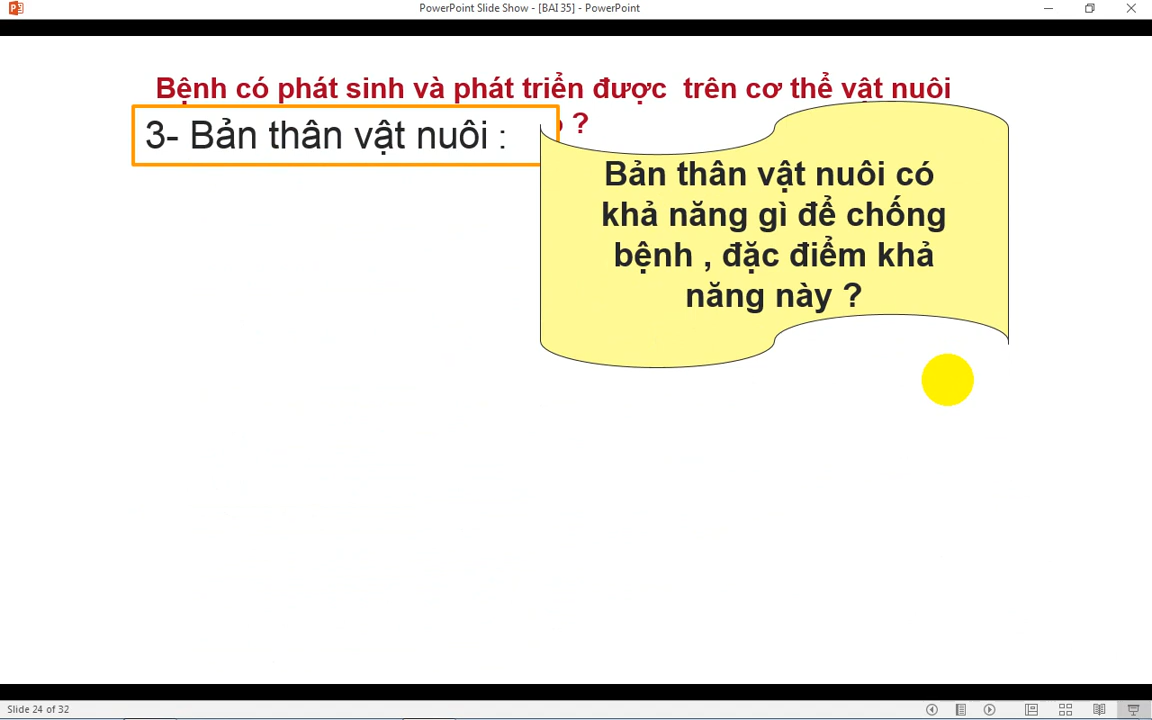 PowerPoint Slide Show - [BAI 35] - PowerPoint
Bệnh có phát sinh và phát triển được trên cơ thể vật nuôi
?
3- Bản thân vật nuôi :
Bản thân vật nuôi có
khả năng gì để chống
bệnh , đặc điểm khả
năng này ?
Slide 24 of 32